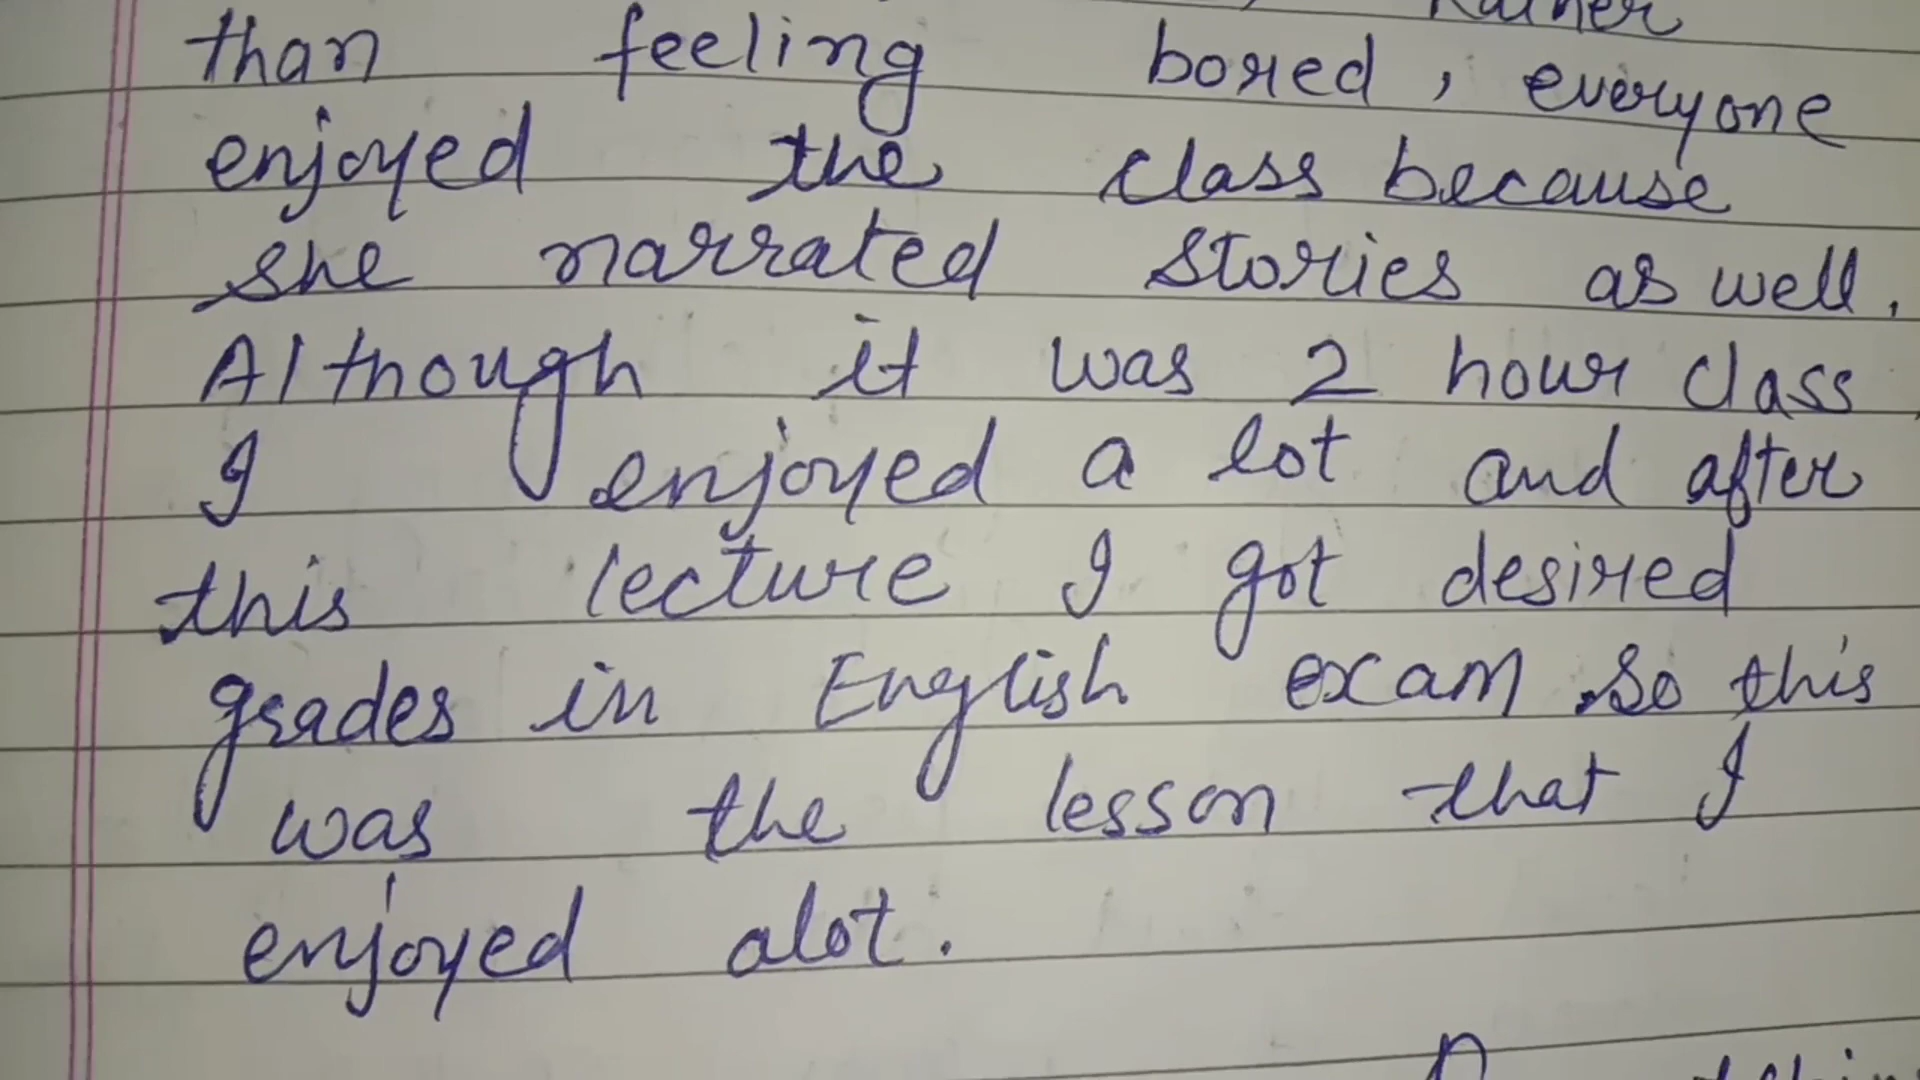 Rather
than feeling bored, everyone
enjoyed the class because
she narrated stories as well.
Although it was 2 hour class,
I enjoyed a lot and after
this lecture I got desired
grades in English exam. So this
was the lesson that I
enjoyed alot.